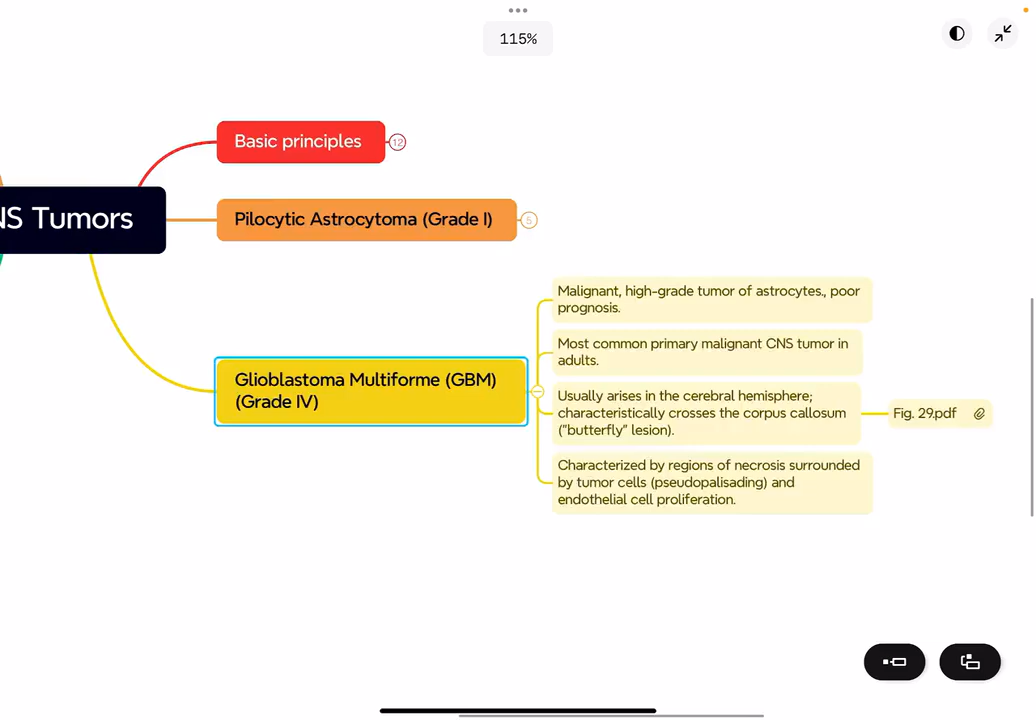 115%
Basic principles
12
NS Tumors
Pilocytic Astrocytoma (Grade I)
5
Malignant, high-grade tumor of astrocytes., poor
prognosis.
Most common primary malignant CNS tumor in
adults.
Glioblastoma Multiforme (GBM)
(Grade IV)
Usually arises in the cerebral hemisphere;
characteristically crosses the corpus callosum
("butterfly" lesion).
Fig. 29.pdf
Characterized by regions of necrosis surrounded
by tumor cells (pseudopalisading) and
endothelial cell proliferation.